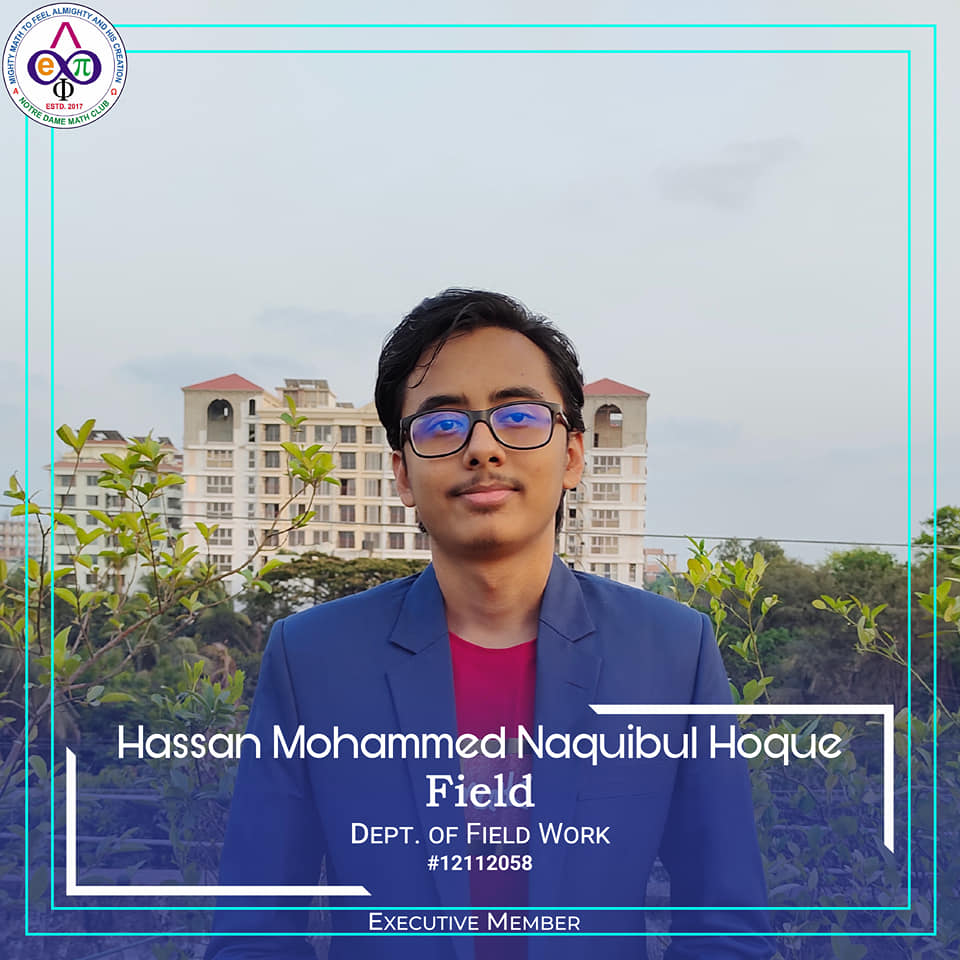 MIGHTY MATH TO FEEL ALMIGHTY AND HIS CREATION
Λ
e π
Φ
ESTD. 2017
Α Ω
NOTRE DAME MATH CLUB
Hassan Mohammed Naquibul Hoque
Field
Dept. of Field Work
#12112058
Executive Member